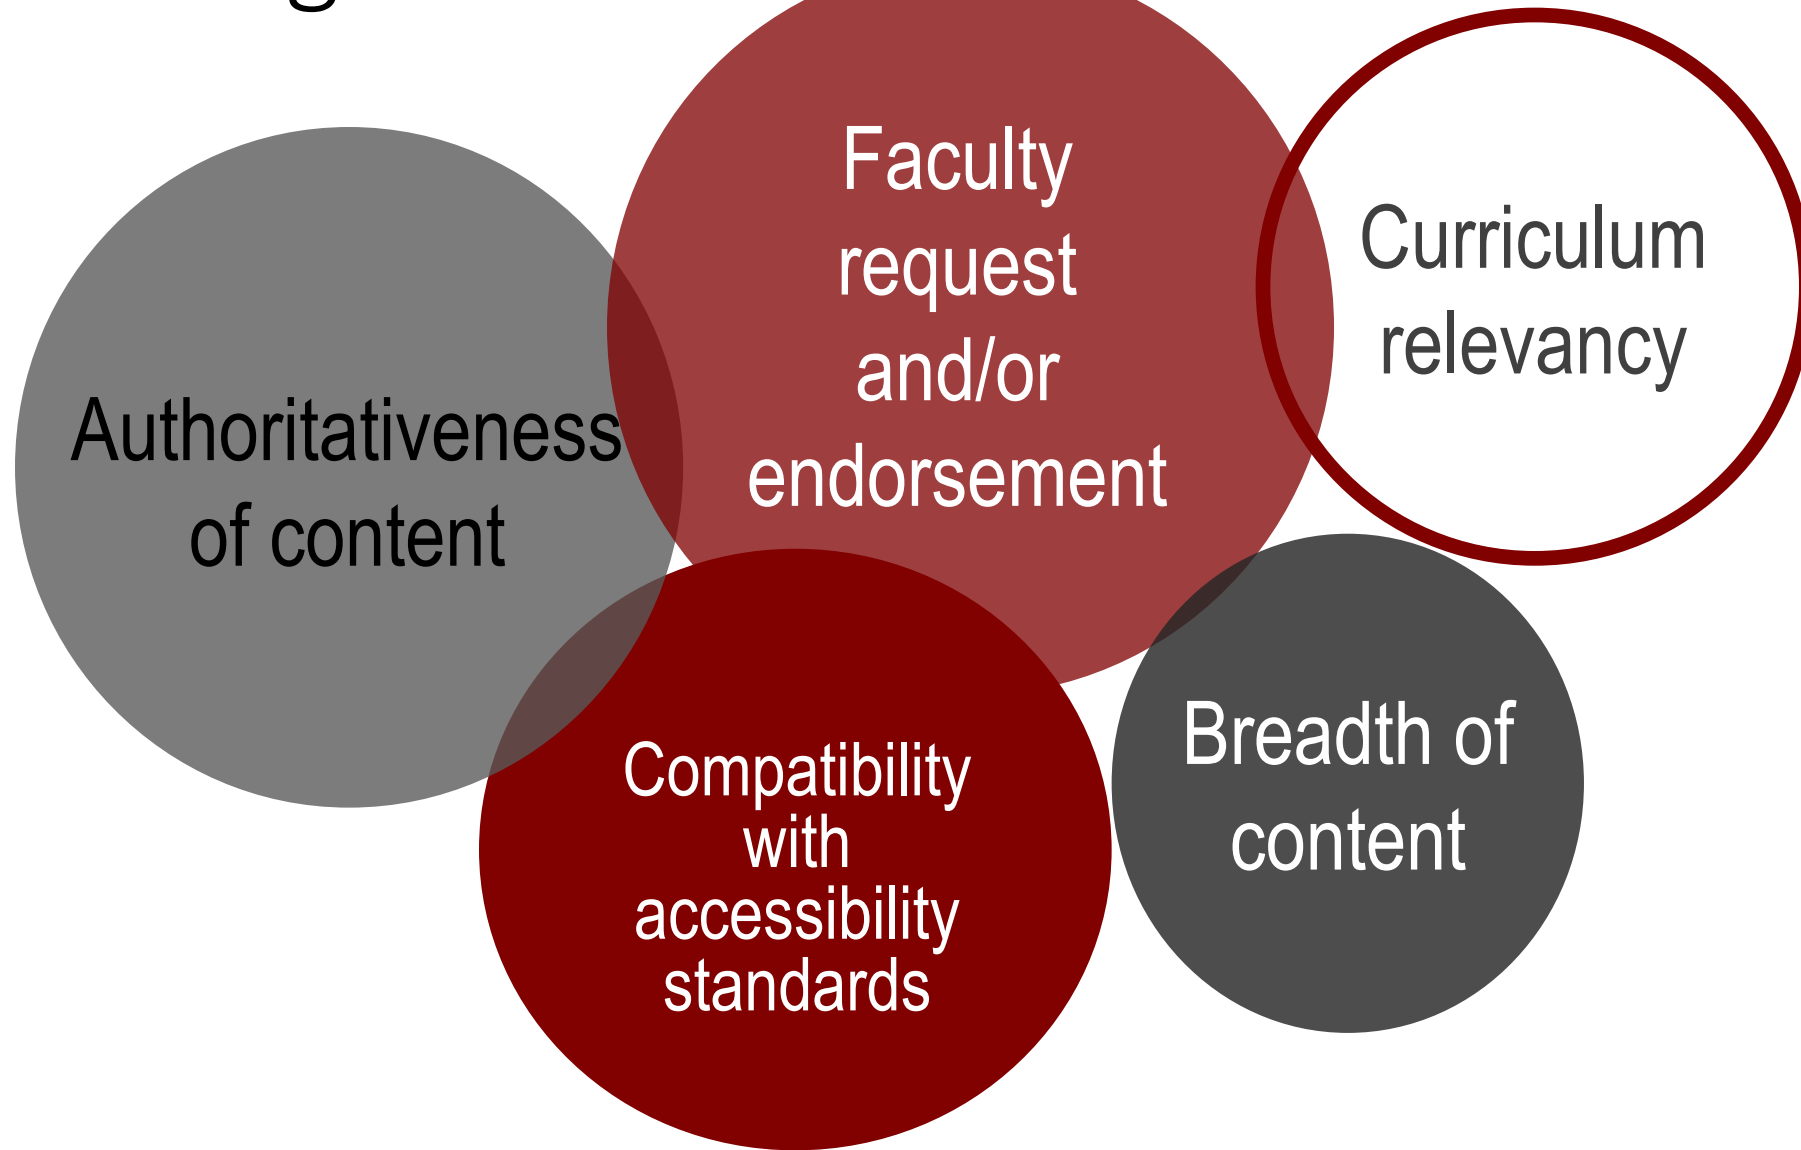 Faculty
request
and/or
endorsement
Curriculum
relevancy
Authoritativeness
of content
Compatibility
with
accessibility
standards
Breadth of
content